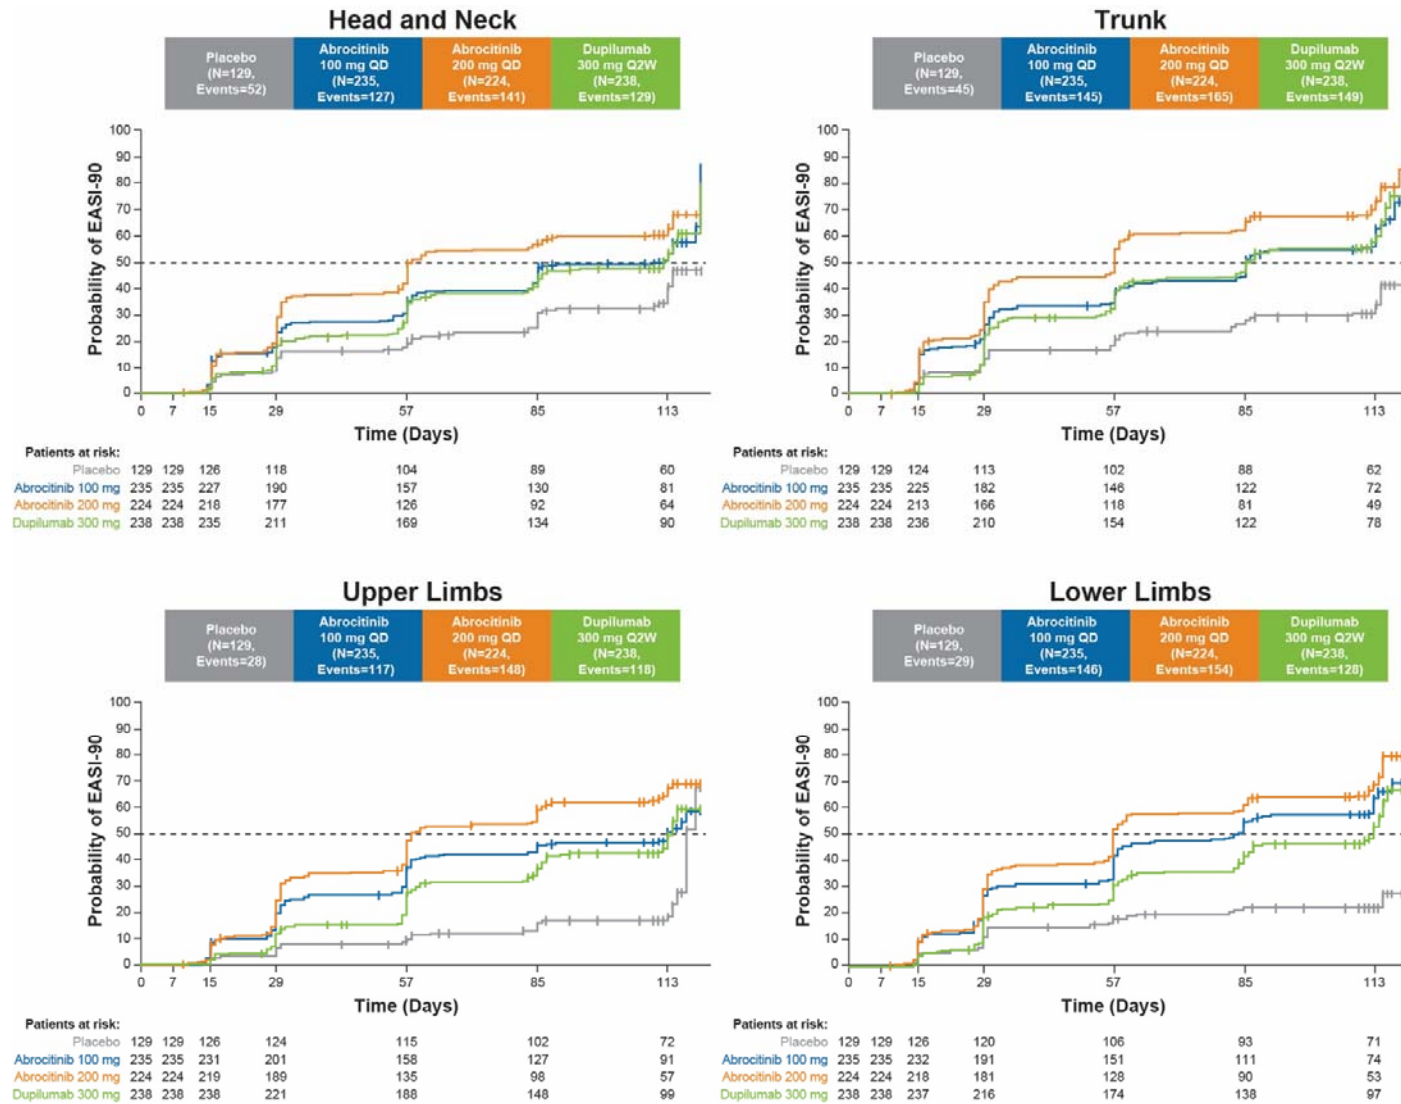 Head and Neck
Placebo
(N=129,
Events=52)
Abrocitinib
100 mg QD
(N=235,
Events=127)
Abrocitinib
200 mg QD
(N=224,
Events=141)
Dupilumab
300 mg Q2W
(N=238,
Events=129)
Probability of EASI-90
100
90
80
70
60
50
40
30
20
10
0
0 7 15 29 57 85 113
Time (Days)
Patients at risk:
Placebo 129 129 126 118 104 89 60
Abrocitinib 100 mg 235 235 227 190 157 130 81
Abrocitinib 200 mg 224 224 218 177 126 92 64
Dupilumab 300 mg 238 238 235 211 169 134 90
Trunk
Placebo
(N=129,
Events=45)
Abrocitinib
100 mg QD
(N=235,
Events=145)
Abrocitinib
200 mg QD
(N=224,
Events=165)
Dupilumab
300 mg Q2W
(N=238,
Events=149)
Probability of EASI-90
100
90
80
70
60
50
40
30
20
10
0
0 7 15 29 57 85 113
Time (Days)
Patients at risk:
Placebo 129 129 124 113 102 88 62
Abrocitinib 100 mg 235 235 225 182 146 122 72
Abrocitinib 200 mg 224 224 213 166 118 81 49
Dupilumab 300 mg 238 238 236 210 154 122 78
Upper Limbs
Placebo
(N=129,
Events=28)
Abrocitinib
100 mg QD
(N=235,
Events=117)
Abrocitinib
200 mg QD
(N=224,
Events=148)
Dupilumab
300 mg Q2W
(N=238,
Events=118)
Probability of EASI-90
100
90
80
70
60
50
40
30
20
10
0
0 7 15 29 57 85 113
Time (Days)
Patients at risk:
Placebo 129 129 126 124 115 102 72
Abrocitinib 100 mg 235 235 231 201 158 127 91
Abrocitinib 200 mg 224 224 219 189 135 98 57
Dupilumab 300 mg 238 238 238 221 188 148 99
Lower Limbs
Placebo
(N=129,
Events=29)
Abrocitinib
100 mg QD
(N=235,
Events=146)
Abrocitinib
200 mg QD
(N=224,
Events=154)
Dupilumab
300 mg Q2W
(N=238,
Events=128)
Probability of EASI-90
100
90
80
70
60
50
40
30
20
10
0
0 7 15 29 57 85 113
Time (Days)
Patients at risk:
Placebo 129 129 126 120 106 93 71
Abrocitinib 100 mg 235 235 232 191 151 111 74
Abrocitinib 200 mg 224 224 218 181 128 90 53
Dupilumab 300 mg 238 238 237 216 174 138 97